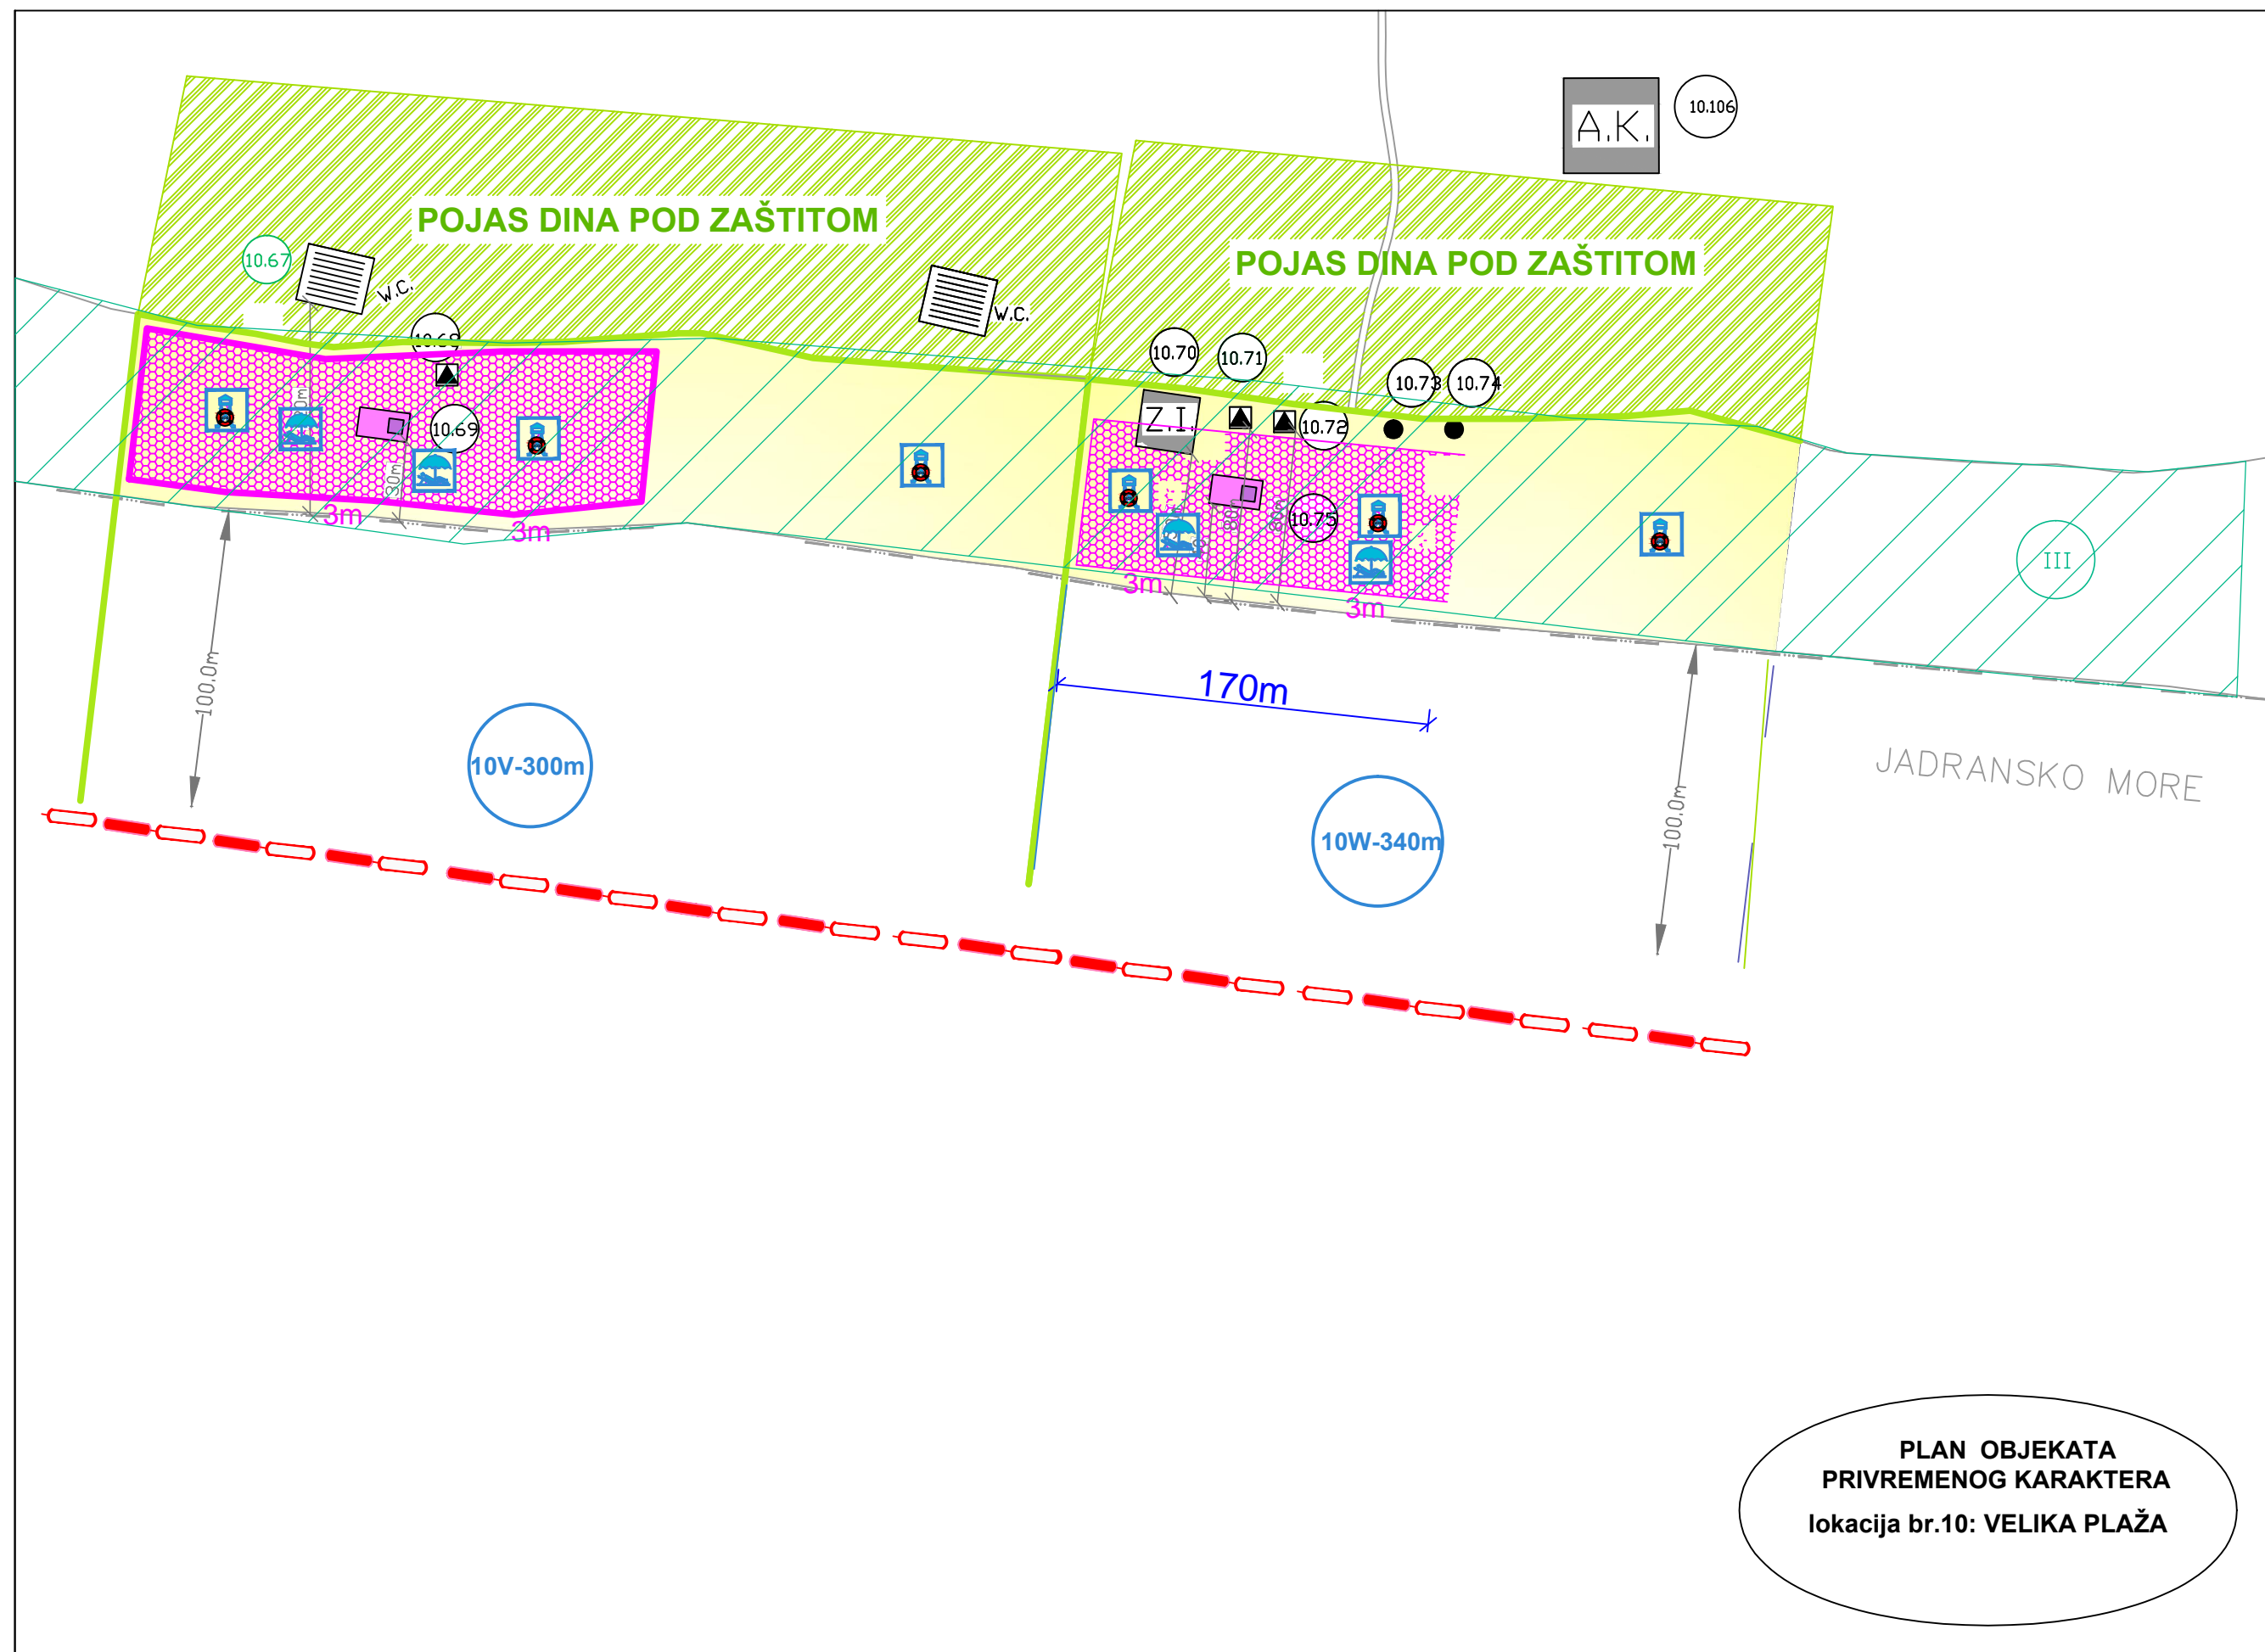 A.K.
10.106
POJAS DINA POD ZAŠTITOM
POJAS DINA POD ZAŠTITOM
10.67
W.C.
W.C.
10.70
10.71
10.73
10.74
Z.I.
10.72
10.69
30m
10.75
3m
3m
3m
3m
100.0m
170m
10V-300m
10W-340m
100.0m
JADRANSKO MORE
III
PLAN OBJEKATA
PRIVREMENOG KARAKTERA
lokacija br.10: VELIKA PLAŽA